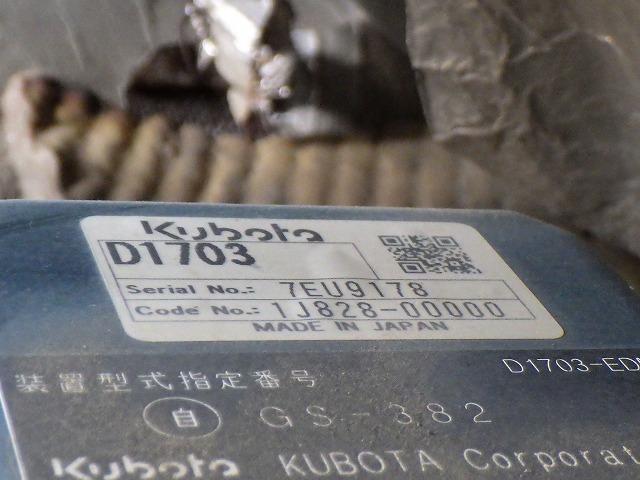 Kubota
D1703
Serial No.: 7EU9178
Code No.: 1J828-00000
MADE IN JAPAN
D1703-ED
装置型式指定番号
自 GS-382
Kubota KUBOTA Corporat